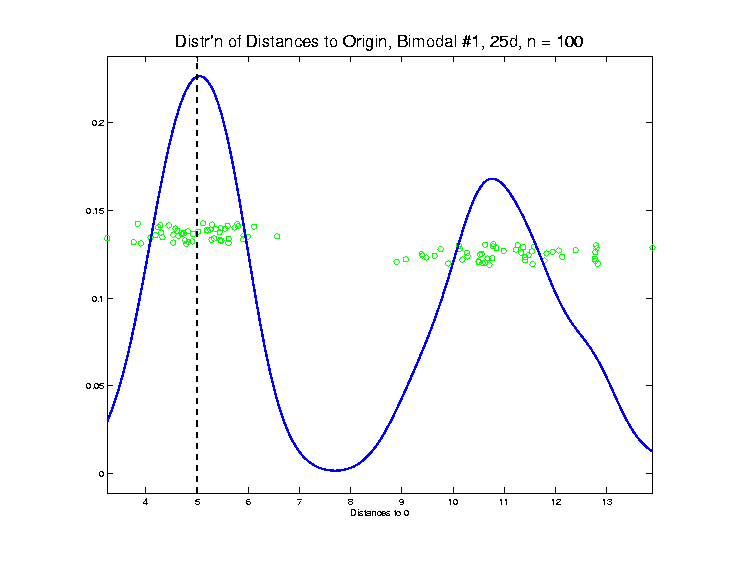 Distr'n of Distances to Origin, Bimodal #1, 25d, n = 100
0.2
0.15
0.1
0.05
0
4 5 6 7 8 9 10 11 12 13
Distances to 0